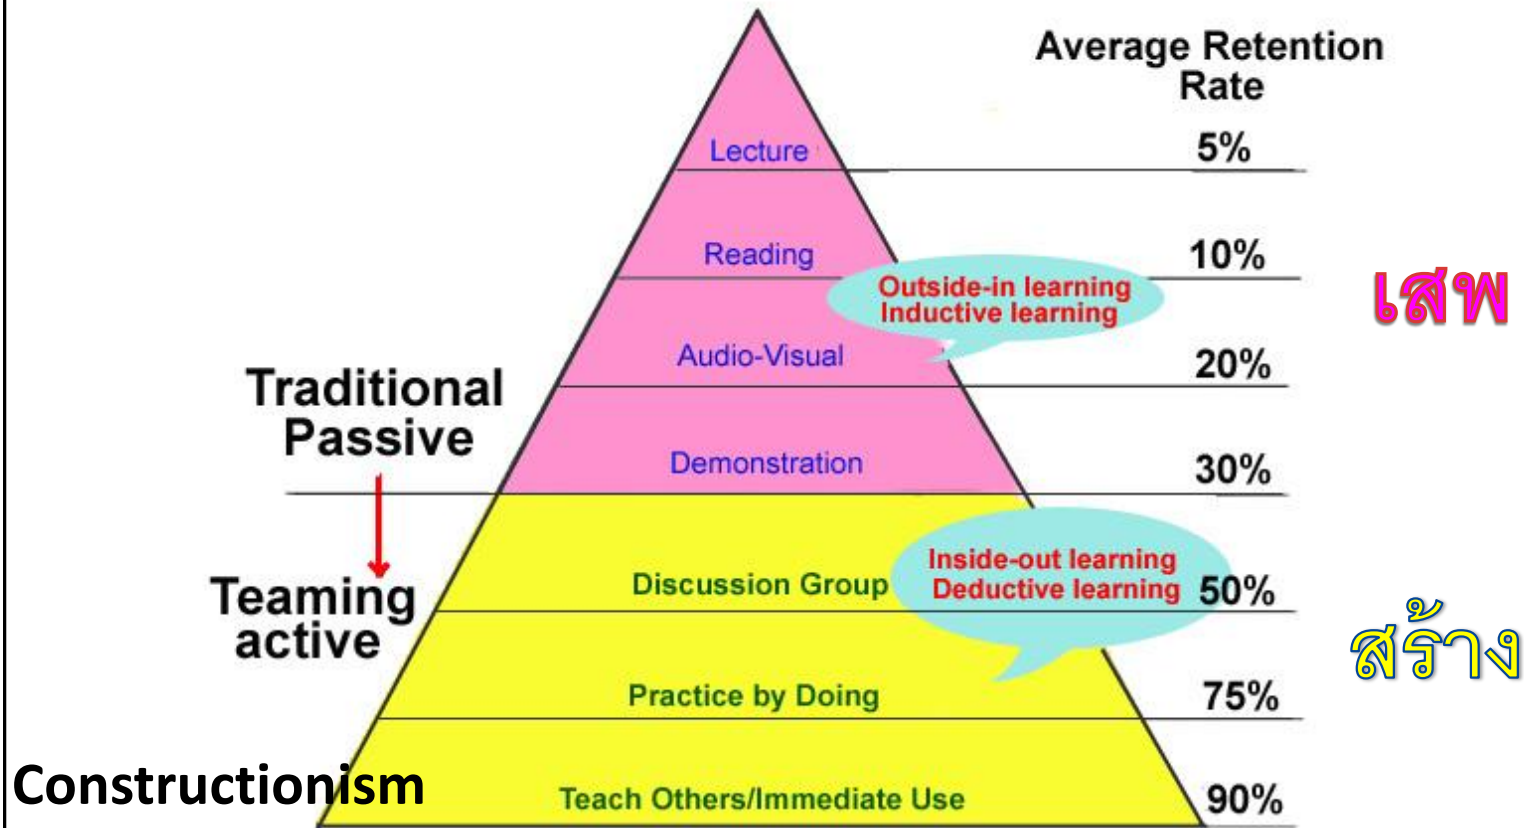 Average Retention
Rate
Lecture
5%
Reading
10%
Outside-in learning
Inductive learning
เสพ
Audio-Visual
20%
Traditional
Passive
Demonstration
30%
Inside-out learning
Deductive learning
Discussion Group
50%
Teaming
active
สร้าง
Practice by Doing
75%
Constructionism
Teach Others/Immediate Use
90%